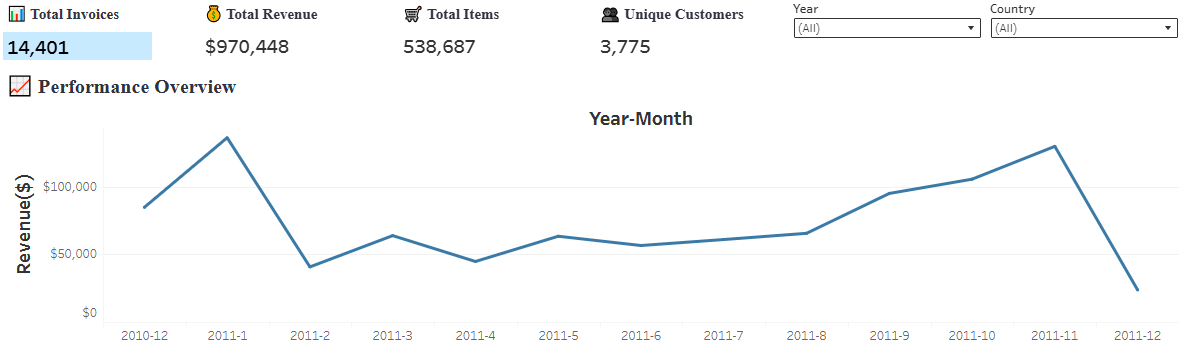 Total Invoices
Total Revenue
Total Items
Unique Customers
Year
Country
14,401
$970,448
538,687
3,775
(All)
(All)
Performance Overview
Year-Month
Revenue($)
$100,000
$50,000
$0
2010-12
2011-1
2011-2
2011-3
2011-4
2011-5
2011-6
2011-7
2011-8
2011-9
2011-10
2011-11
2011-12